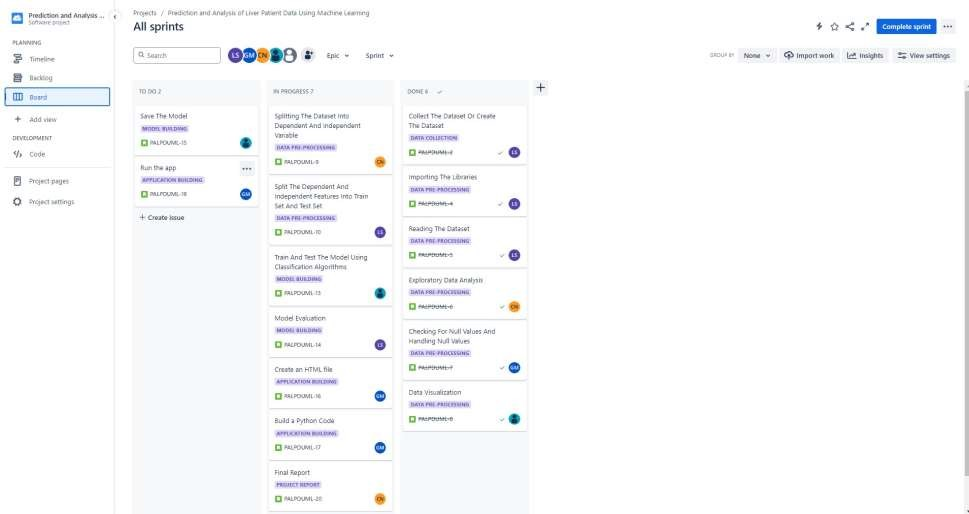 Projects / Prediction and Analysis of Liver Patient Data Using Machine Learning
Prediction and Analysis ...
Software project
All sprints
Complete sprint
Search
LS GM CN
Epic
Sprint
GROUP BY
None
Import work
Insights
View settings
PLANNING
Timeline
Backlog
Board
Add view
DEVELOPMENT
Code
Project pages
Project settings
TO DO 2
Save The Model
MODEL BUILDING
PALPDUML-15
Run the app
APPLICATION BUILDING
PALPDUML-18
GM
Create issue
IN PROGRESS 7
Splitting The Dataset Into
Dependent And Independent
Variable
DATA PRE-PROCESSING
PALPDUML-9
CN
Split The Dependent And
Independent Features Into Train
Set And Test Set
DATA PRE-PROCESSING
PALPDUML-10
LS
Train And Test The Model Using
Classification Algorithms
MODEL BUILDING
PALPDUML-13
Model Evaluation
MODEL BUILDING
PALPDUML-14
LS
Create an HTML file
APPLICATION BUILDING
PALPDUML-16
GM
Build a Python Code
APPLICATION BUILDING
PALPDUML-17
GM
Final Report
PROJECT REPORT
PALPDUML-20
CN
DONE 6
Collect The Dataset Or Create
The Dataset
DATA COLLECTION
PALPDUML-2
LS
Importing The Libraries
DATA PRE-PROCESSING
PALPDUML-4
LS
Reading The Dataset
DATA PRE-PROCESSING
PALPDUML-5
LS
Exploratory Data Analysis
DATA PRE-PROCESSING
PALPDUML-6
CN
Checking For Null Values And
Handling Null Values
DATA PRE-PROCESSING
PALPDUML-7
GM
Data Visualization
DATA PRE-PROCESSING
PALPDUML-8